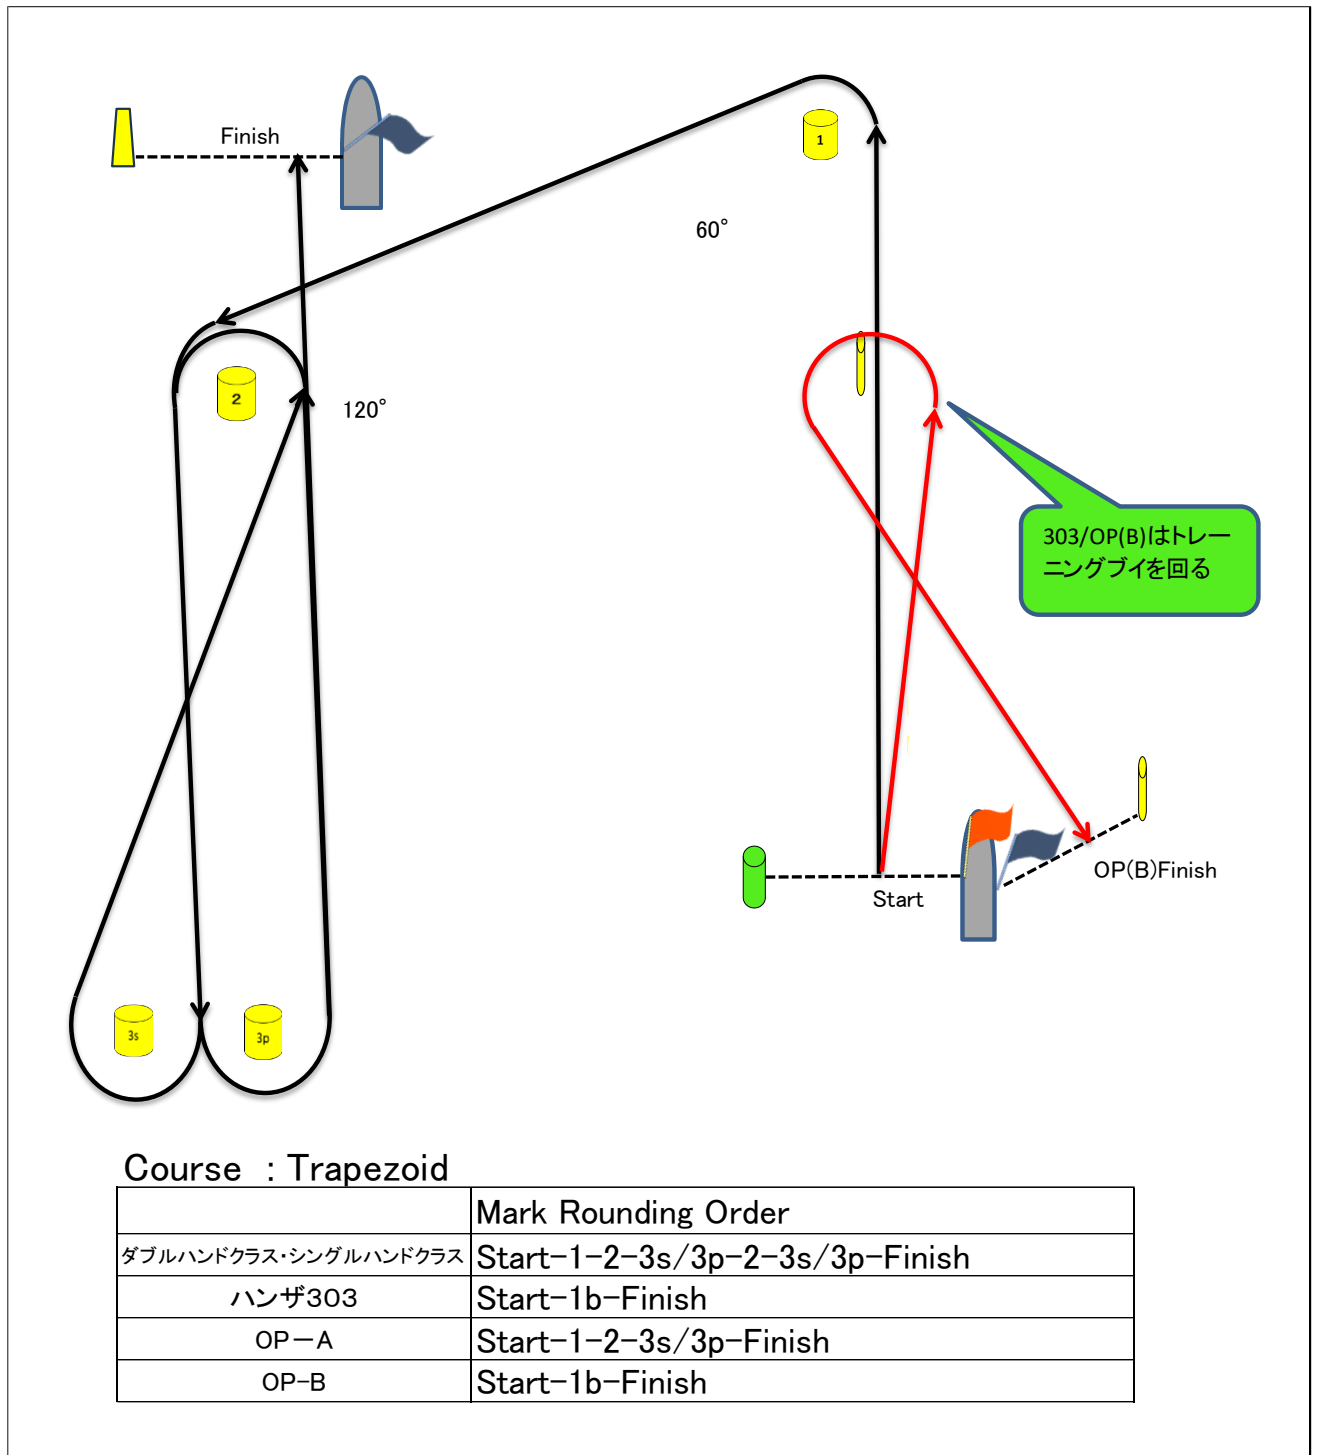 Finish
1
60°
2
120°
303/OP(B)はトレー
ニングブイを回る
OP(B)Finish
Start
3s
3p
Course : Trapezoid
Mark Rounding Order
ダブルハンドクラス・シングルハンドクラス Start-1-2-3s/3p-2-3s/3p-Finish
ハンザ303 Start-1b-Finish
OP－A Start-1-2-3s/3p-Finish
OP-B Start-1b-Finish